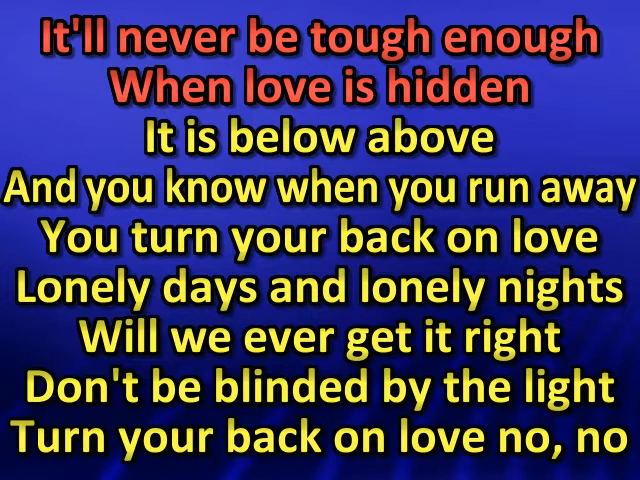 It'll never be tough enough
When love is hidden
It is below above
And you know when you run away
You turn your back on love
Lonely days and lonely nights
Will we ever get it right
Don't be blinded by the light
Turn your back on love no, no